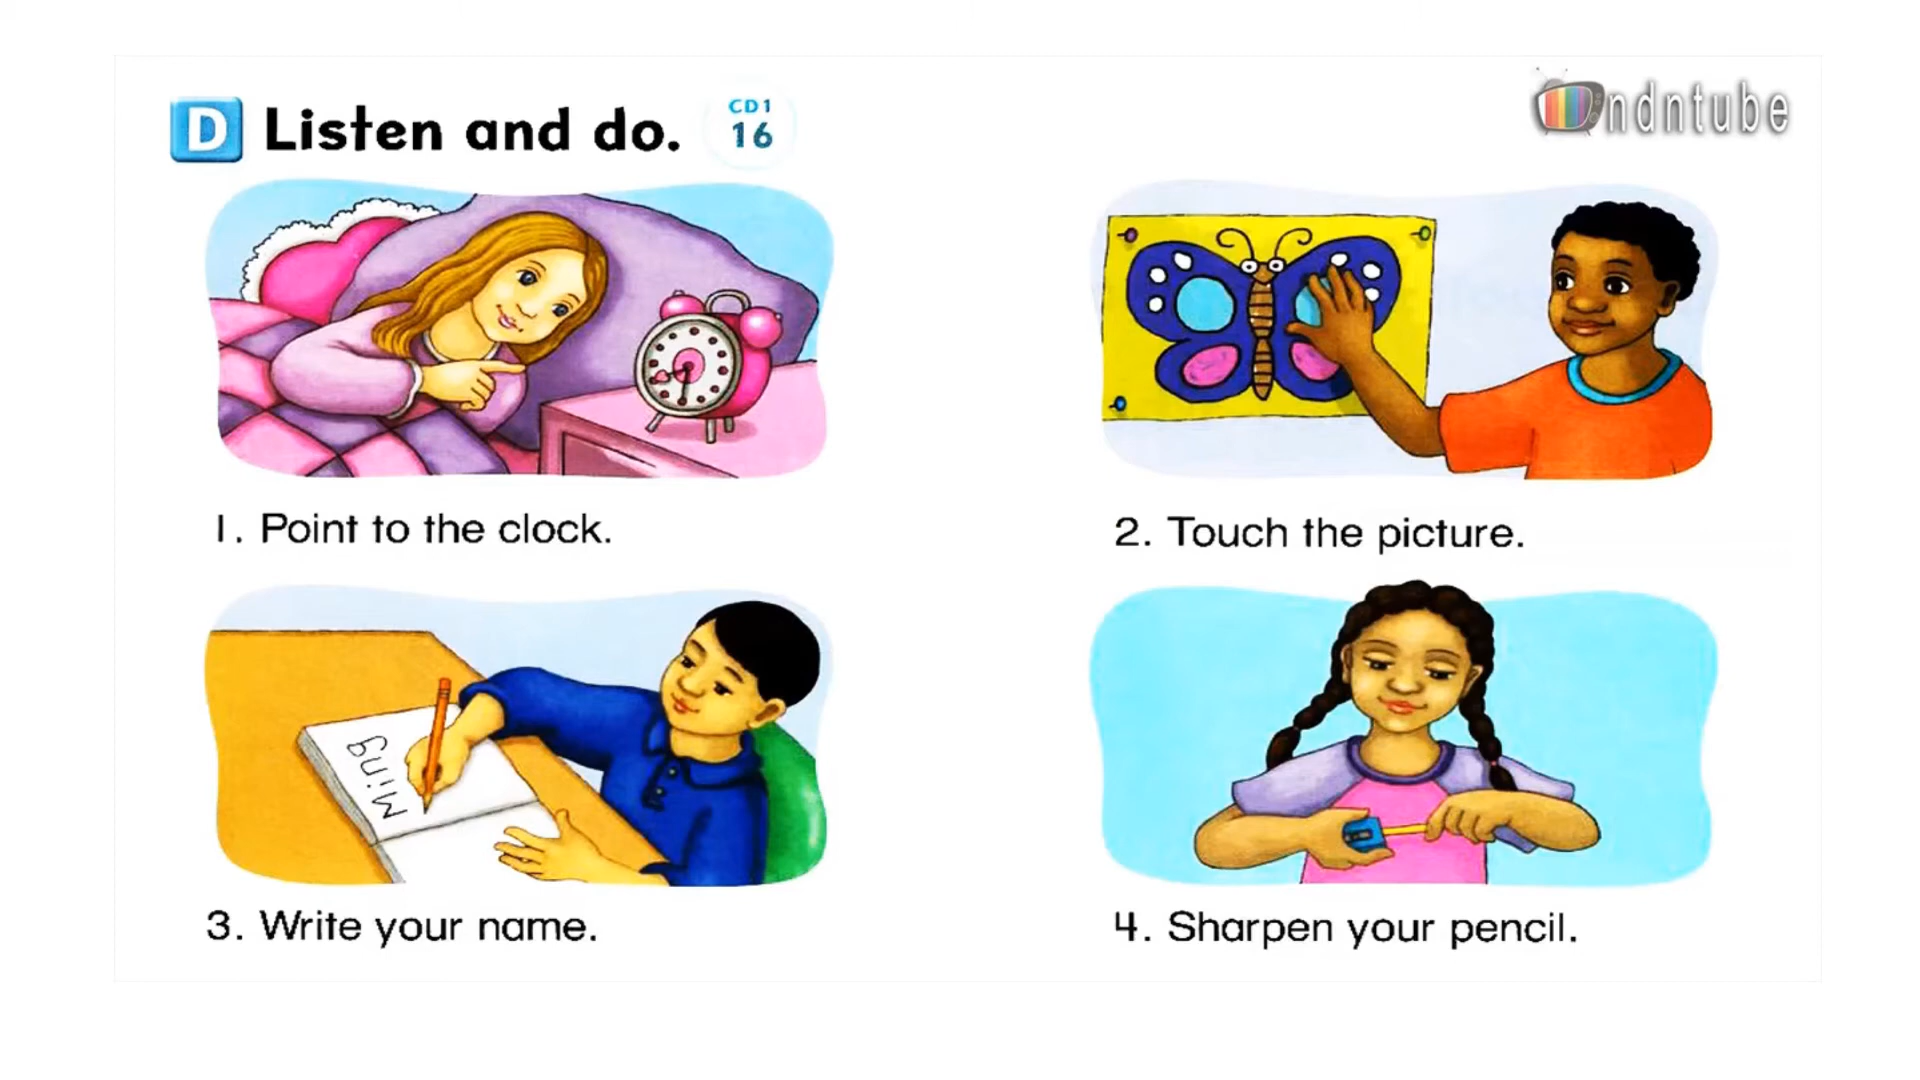 D Listen and do. CD1 16
ndntube
1. Point to the clock.
2. Touch the picture.
Ming
3. Write your name.
4. Sharpen your pencil.